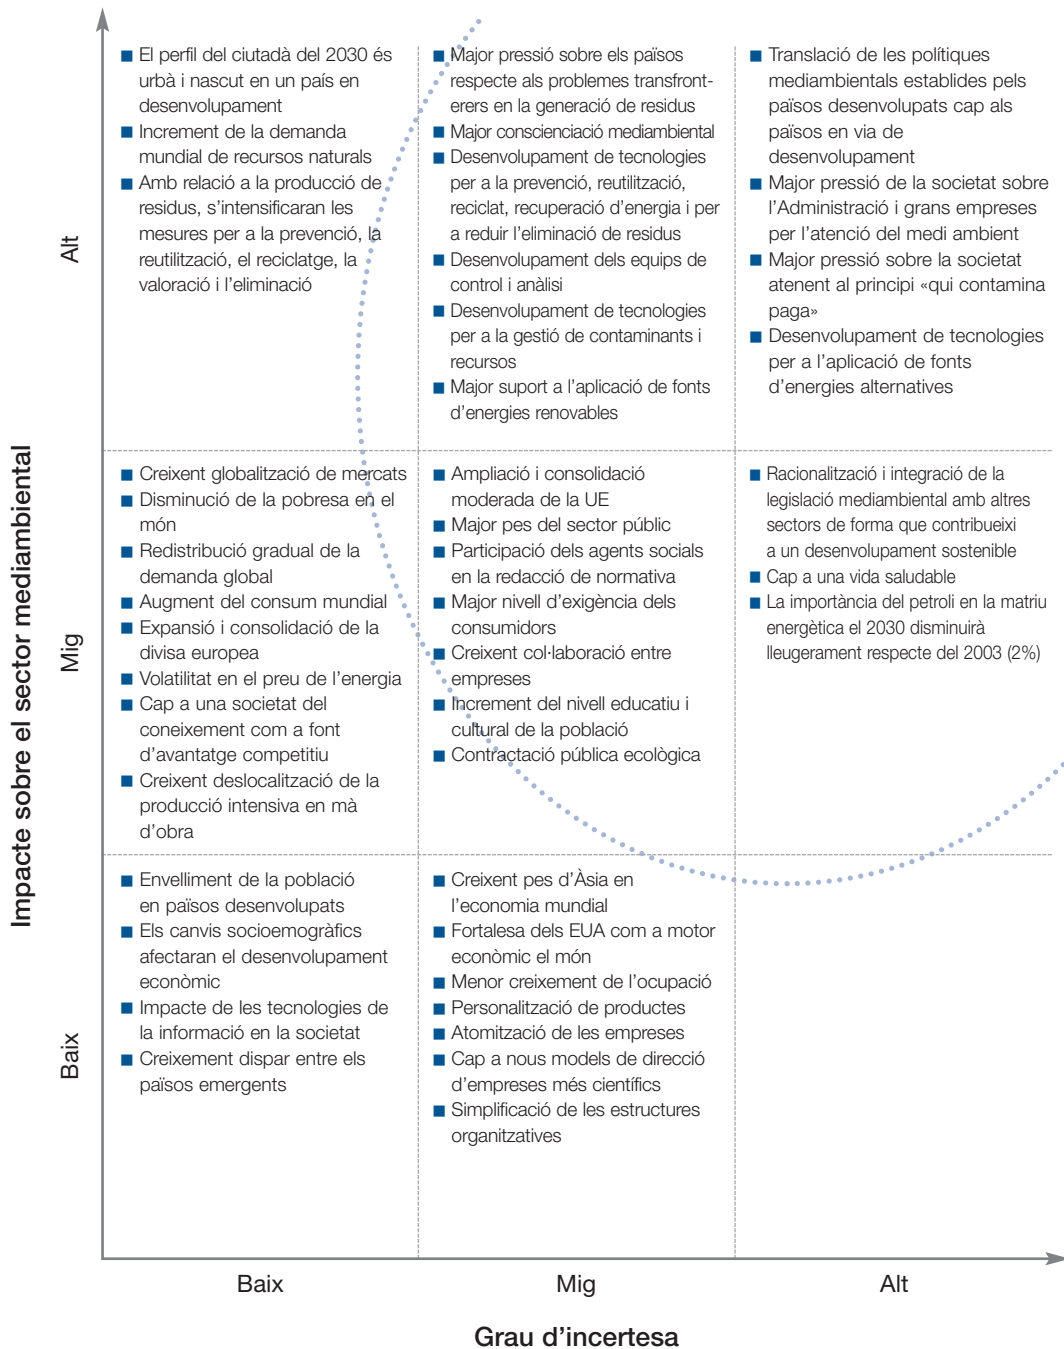 Impacte sobre el sector mediambiental
Alt
■ El perfil del ciutadà del 2030 és
urbà i nascut en un país en
desenvolupament
■ Increment de la demanda
mundial de recursos naturals
■ Amb relació a la producció de
residus, s’intensificaran les
mesures per a la prevenció, la
reutilització, el reciclatge, la
valoració i l’eliminació
■ Major pressió sobre els països
respecte als problemes transfront-
erers en la generació de residus
■ Major conscienciació mediambiental
■ Desenvolupament de tecnologies
per a la prevenció, reutilització,
reciclat, recuperació d’energia i per
a reduir l’eliminació de residus
■ Desenvolupament dels equips de
control i anàlisi
■ Desenvolupament de tecnologies
per a la gestió de contaminants i
recursos
■ Major suport a l’aplicació de fonts
d’energies renovables
■ Translació de les polítiques
mediambientals establides pels
països desenvolupats cap als
països en via de
desenvolupament
■ Major pressió de la societat sobre
l’Administració i grans empreses
per l’atenció del medi ambient
■ Major pressió sobre la societat
atenent al principi «qui contamina
paga»
■ Desenvolupament de tecnologies
per a l’aplicació de fonts
d’energies alternatives
Mig
■ Creixent globalització de mercats
■ Disminució de la pobresa en el
món
■ Redistribució gradual de la
demanda global
■ Augment del consum mundial
■ Expansió i consolidació de la
divisa europea
■ Volatilitat en el preu de l’energia
■ Cap a una societat del
coneixement com a font
d’avantatge competitiu
■ Creixent deslocalització de la
producció intensiva en mà
d’obra
■ Ampliació i consolidació
moderada de la UE
■ Major pes del sector públic
■ Participació dels agents socials
en la redacció de normativa
■ Major nivell d’exigència dels
consumidors
■ Creixent col·laboració entre
empreses
■ Increment del nivell educatiu i
cultural de la població
■ Contractació pública ecològica
■ Racionalització i integració de la
legislació mediambiental amb altres
sectors de forma que contribueixi
a un desenvolupament sostenible
■ Cap a una vida saludable
■ La importància del petroli en la matriu
energètica el 2030 disminuirà
lleugerament respecte del 2003 (2%)
Baix
■ Envelliment de la població
en països desenvolupats
■ Els canvis socioemogràfics
afectaran el desenvolupament
econòmic
■ Impacte de les tecnologies de
la informació en la societat
■ Creixement dispar entre els
països emergents
■ Creixent pes d’Àsia en
l’economia mundial
■ Fortalesa dels EUA com a motor
econòmic el món
■ Menor creixement de l’ocupació
■ Personalització de productes
■ Atomització de les empreses
■ Cap a nous models de direcció
d’empreses més científics
■ Simplificació de les estructures
organitzatives
Baix
Mig
Alt
Grau d’incertesa